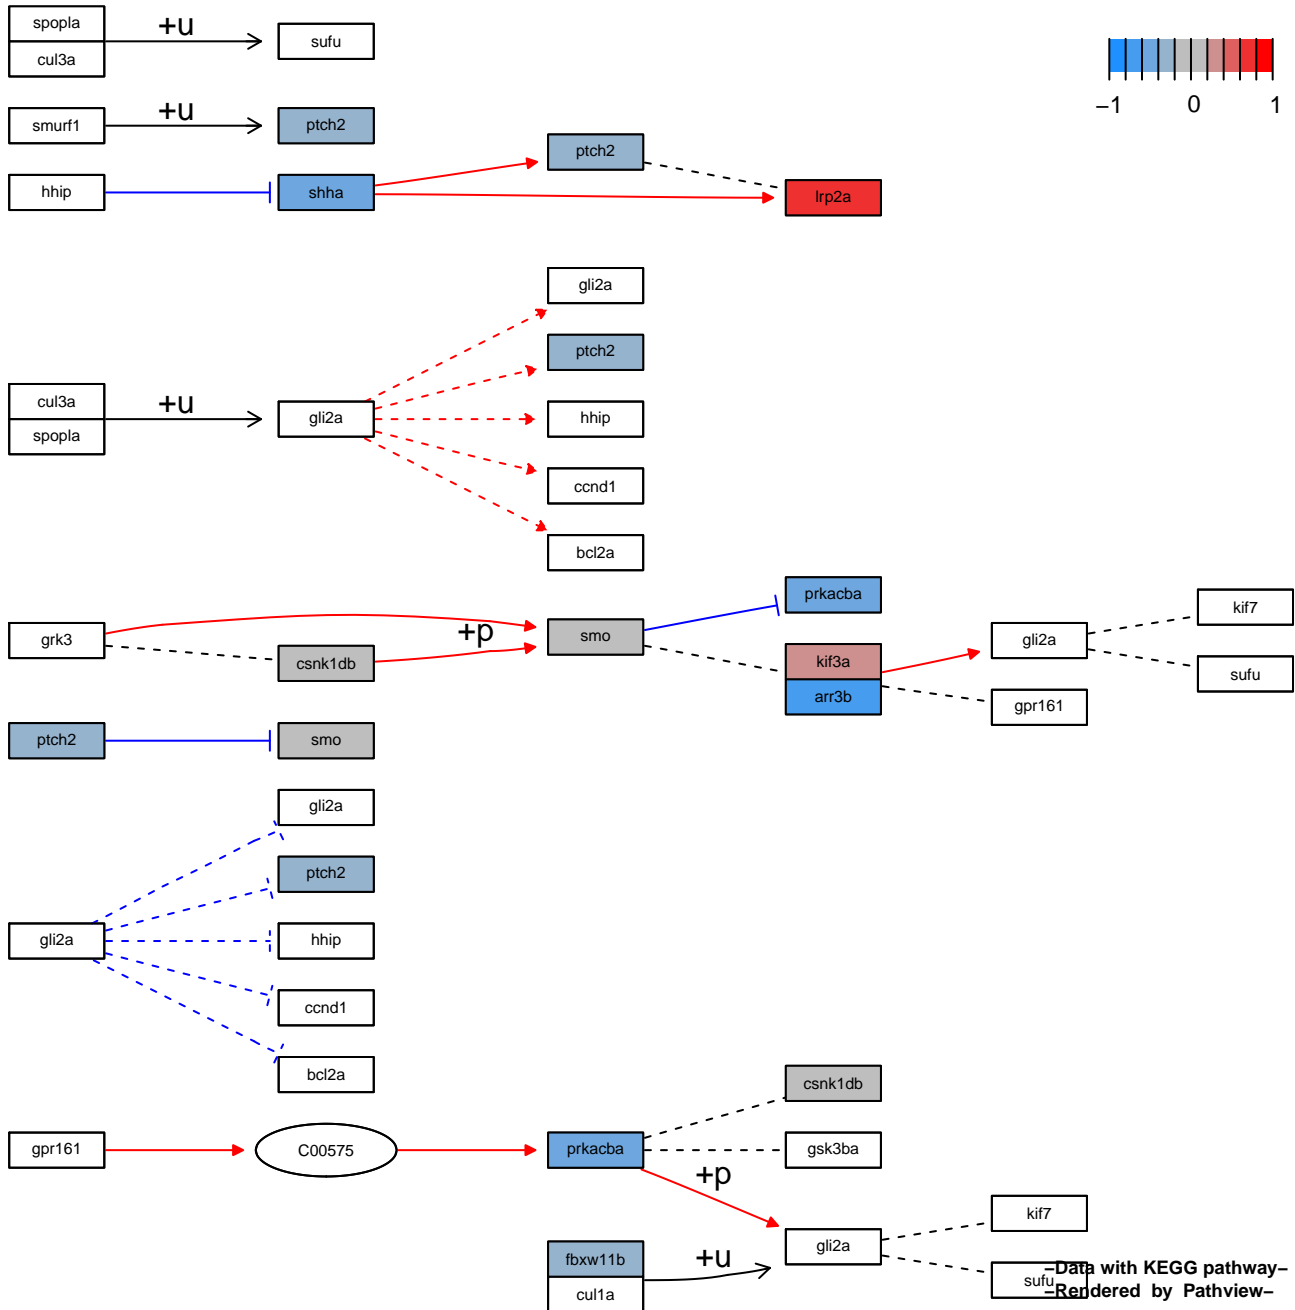 spopla
cul3a
+u
sufu
−1 0 1
smurf1
+u
ptch2
ptch2
hhip
shha
lrp2a
gli2a
ptch2
cul3a
spopla
+u
gli2a
hhip
ccnd1
bcl2a
prkacba
kif7
grk3
+p
smo
gli2a
csnk1db
kif3a
sufu
arr3b
gpr161
ptch2
smo
gli2a
ptch2
gli2a
hhip
ccnd1
bcl2a
csnk1db
gpr161
C00575
prkacba
gsk3ba
+p
kif7
gli2a
fbxw11b
+u
cul1a
sufu
−Data with KEGG pathway−
−Rendered by Pathview−